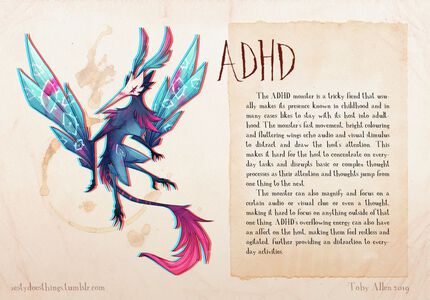 ADHD
The ADHD monster is a tricky fiend that usu-
ally makes its presence known in childhood and in
many cases likes to stay with its host into adult-
hood. The monster's fast movement, bright colouring
and fluttering wings echo audio and visual stimulus
to distract and draw the host's attention. This
makes it hard for the host to concentrate on every-
day tasks and disrupts basic or complex thought
processes as their attention and thoughts jump from
one thing to the next.
The monster can also magnify and focus on a
certain audio or visual clue or even a thought,
making it hard to focus on anything outside of that
one thing. ADHD's overflowing energy can also have
an affect on the host, making them feel restless and
agitated, further providing an distraction to every-
day activities.
zestydoesthings.tumblr.com
Toby Allen 2019